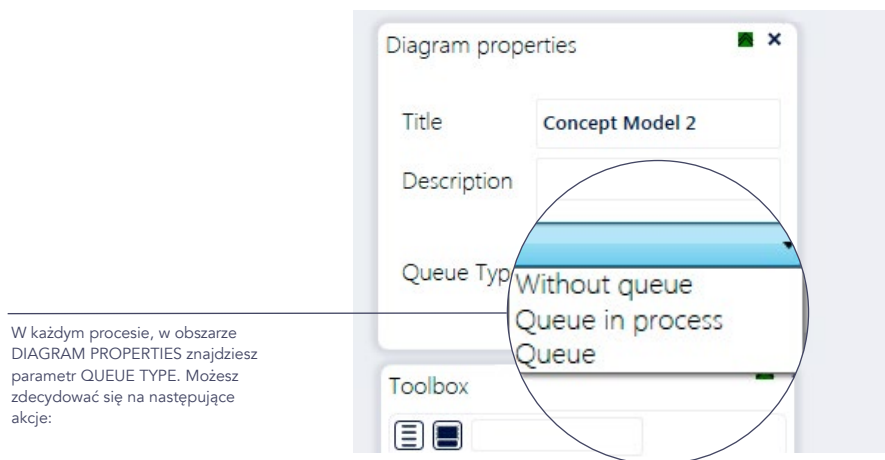 Diagram properties
Title
Concept Model 2
Description
Queue Typ
Without queue
Queue in process
Queue
W każdym procesie, w obszarze
DIAGRAM PROPERTIES znajdziesz
parametr QUEUE TYPE. Możesz
zdecydować się na następujące
akcje:
Toolbox